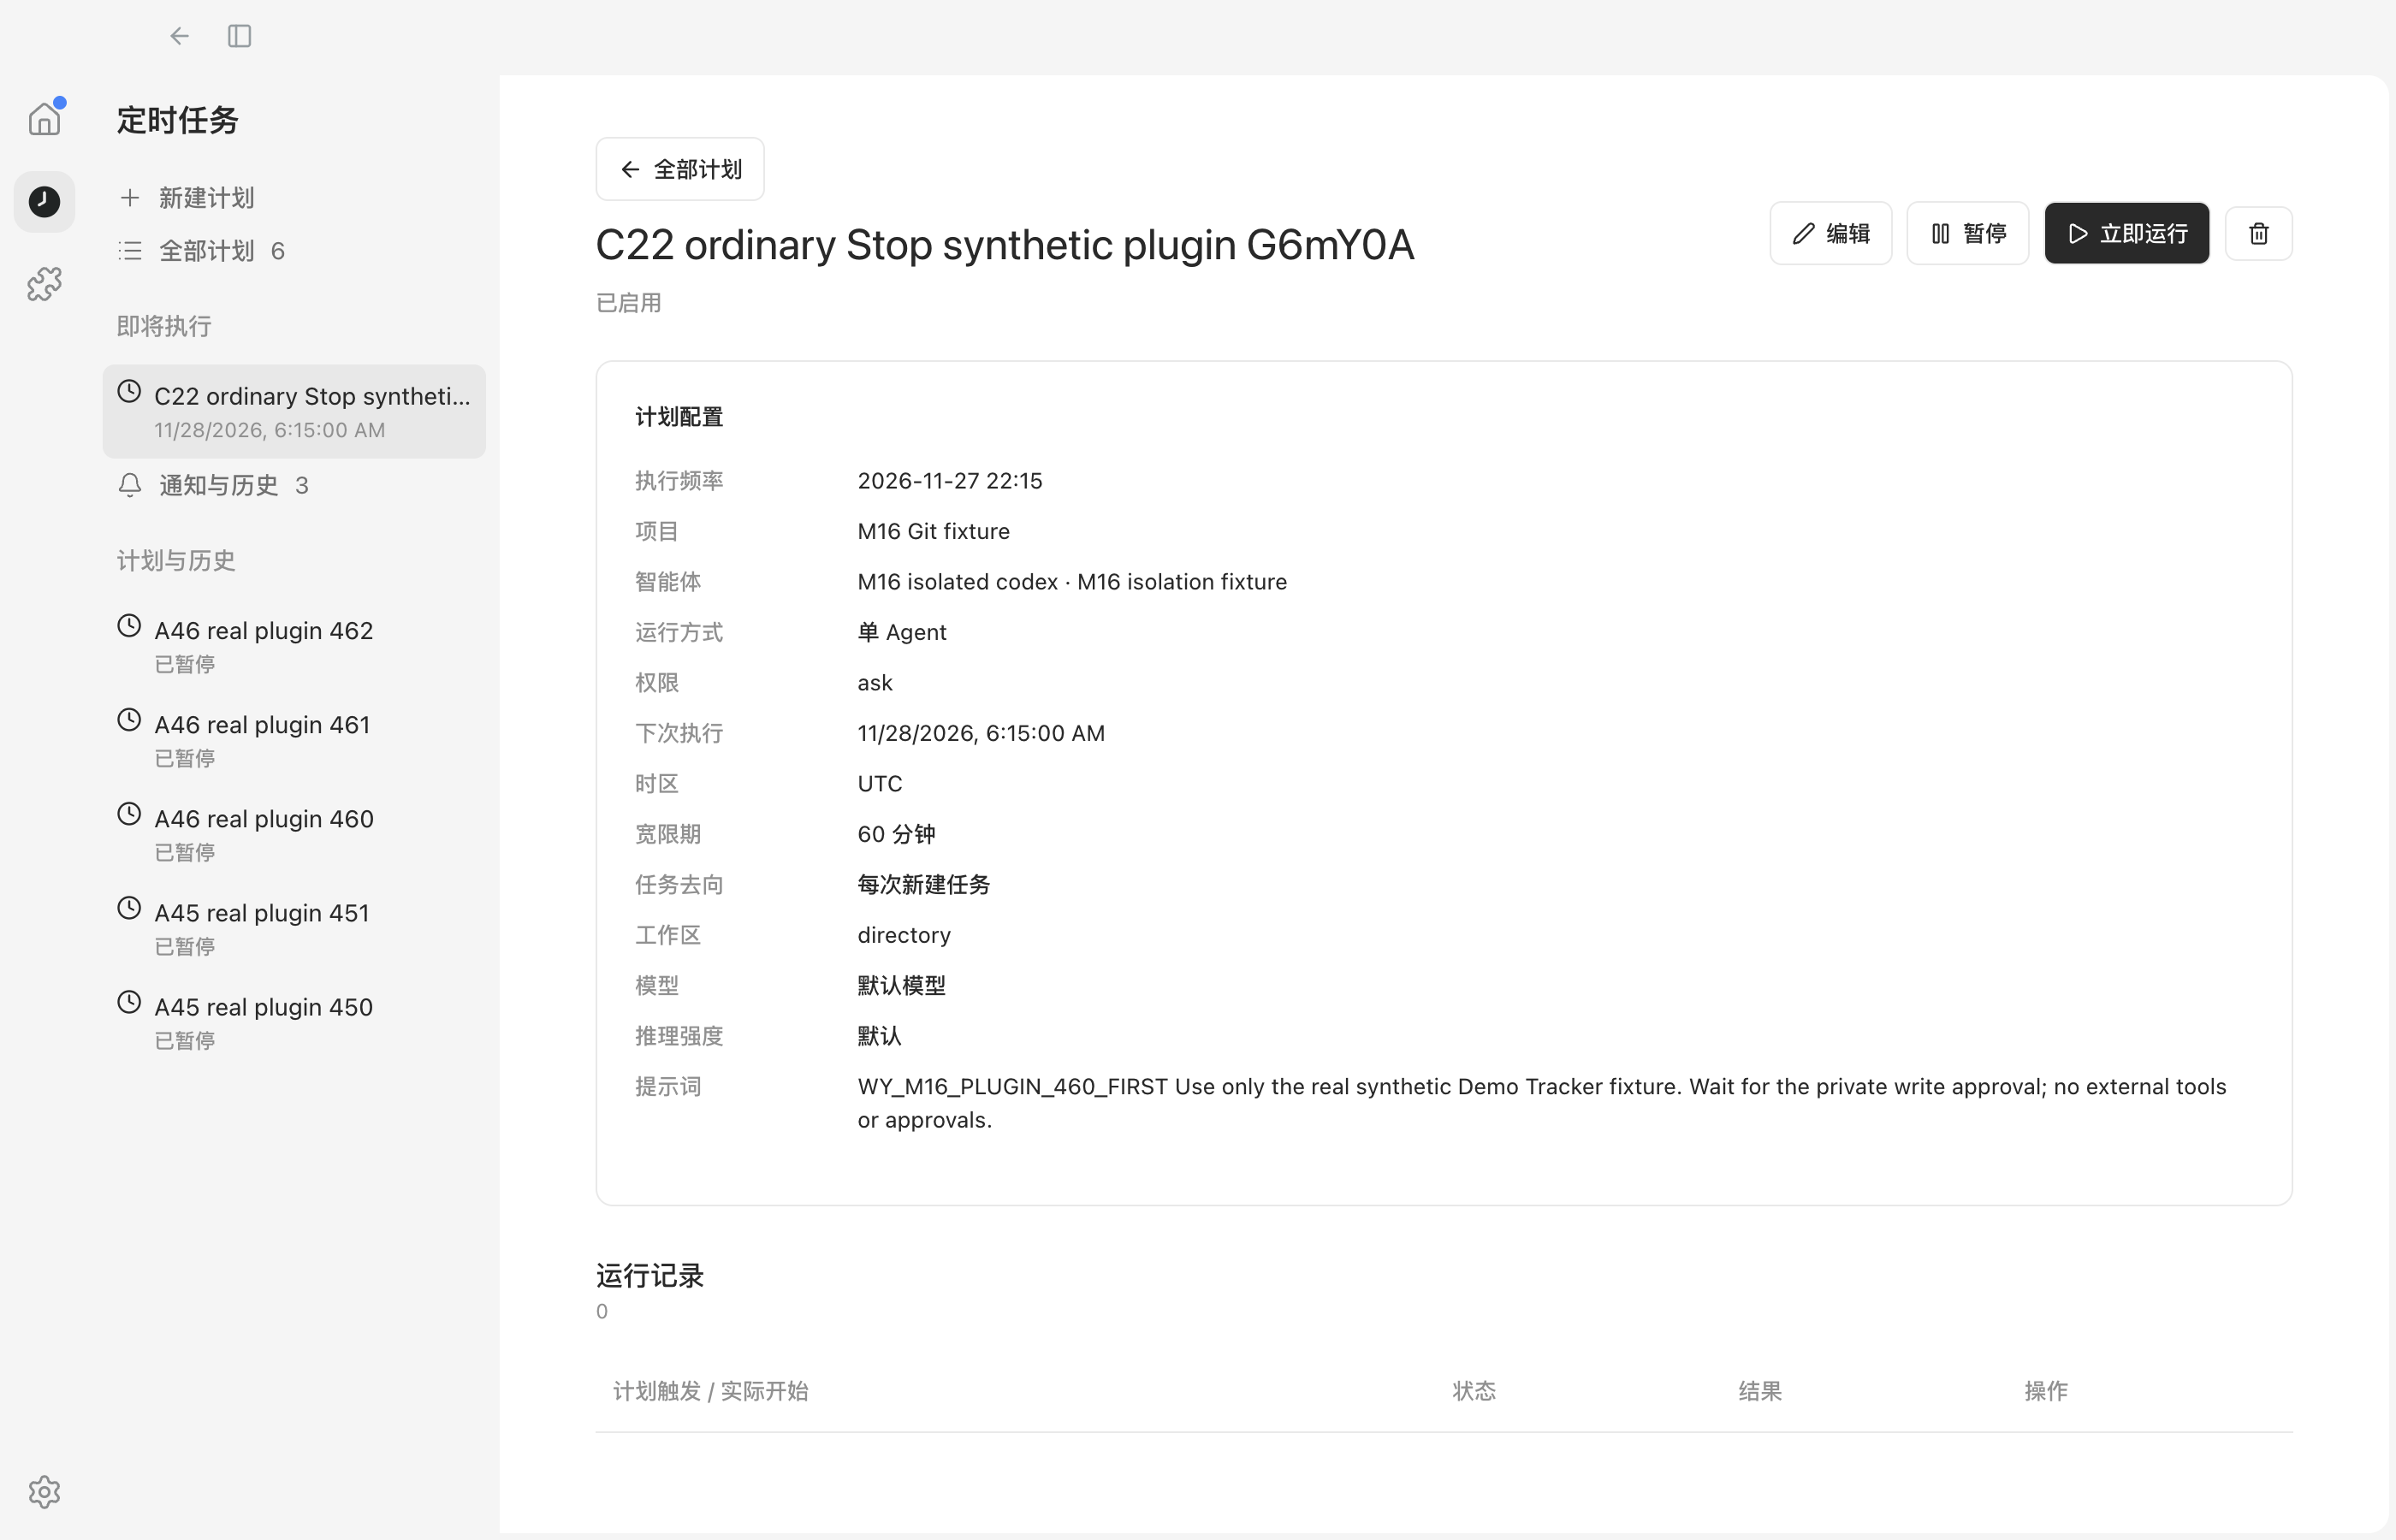 定时任务
新建计划
全部计划 6
即将执行
C22 ordinary Stop syntheti...
11/28/2026, 6:15:00 AM
通知与历史 3
计划与历史
A46 real plugin 462
已暂停
A46 real plugin 461
已暂停
A46 real plugin 460
已暂停
A45 real plugin 451
已暂停
A45 real plugin 450
已暂停
全部计划
C22 ordinary Stop synthetic plugin G6mY0A
编辑 暂停 立即运行
已启用
计划配置
执行频率 2026-11-27 22:15
项目 M16 Git fixture
智能体 M16 isolated codex · M16 isolation fixture
运行方式 单 Agent
权限 ask
下次执行 11/28/2026, 6:15:00 AM
时区 UTC
宽限期 60 分钟
任务去向 每次新建任务
工作区 directory
模型 默认模型
推理强度 默认
提示词 WY_M16_PLUGIN_460_FIRST Use only the real synthetic Demo Tracker fixture. Wait for the private write approval; no external tools
or approvals.
运行记录
0
计划触发 / 实际开始 状态 结果 操作